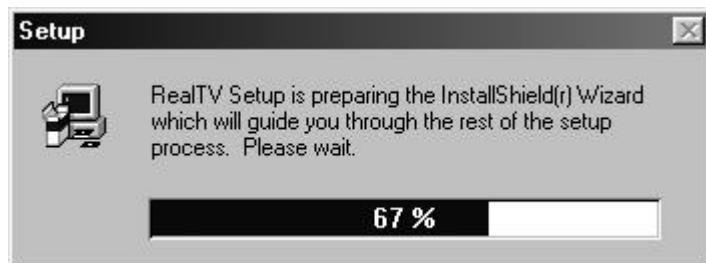 Setup
RealTV Setup is preparing the InstallShield(r) Wizard
which will guide you through the rest of the setup
process.  Please wait.
67 %